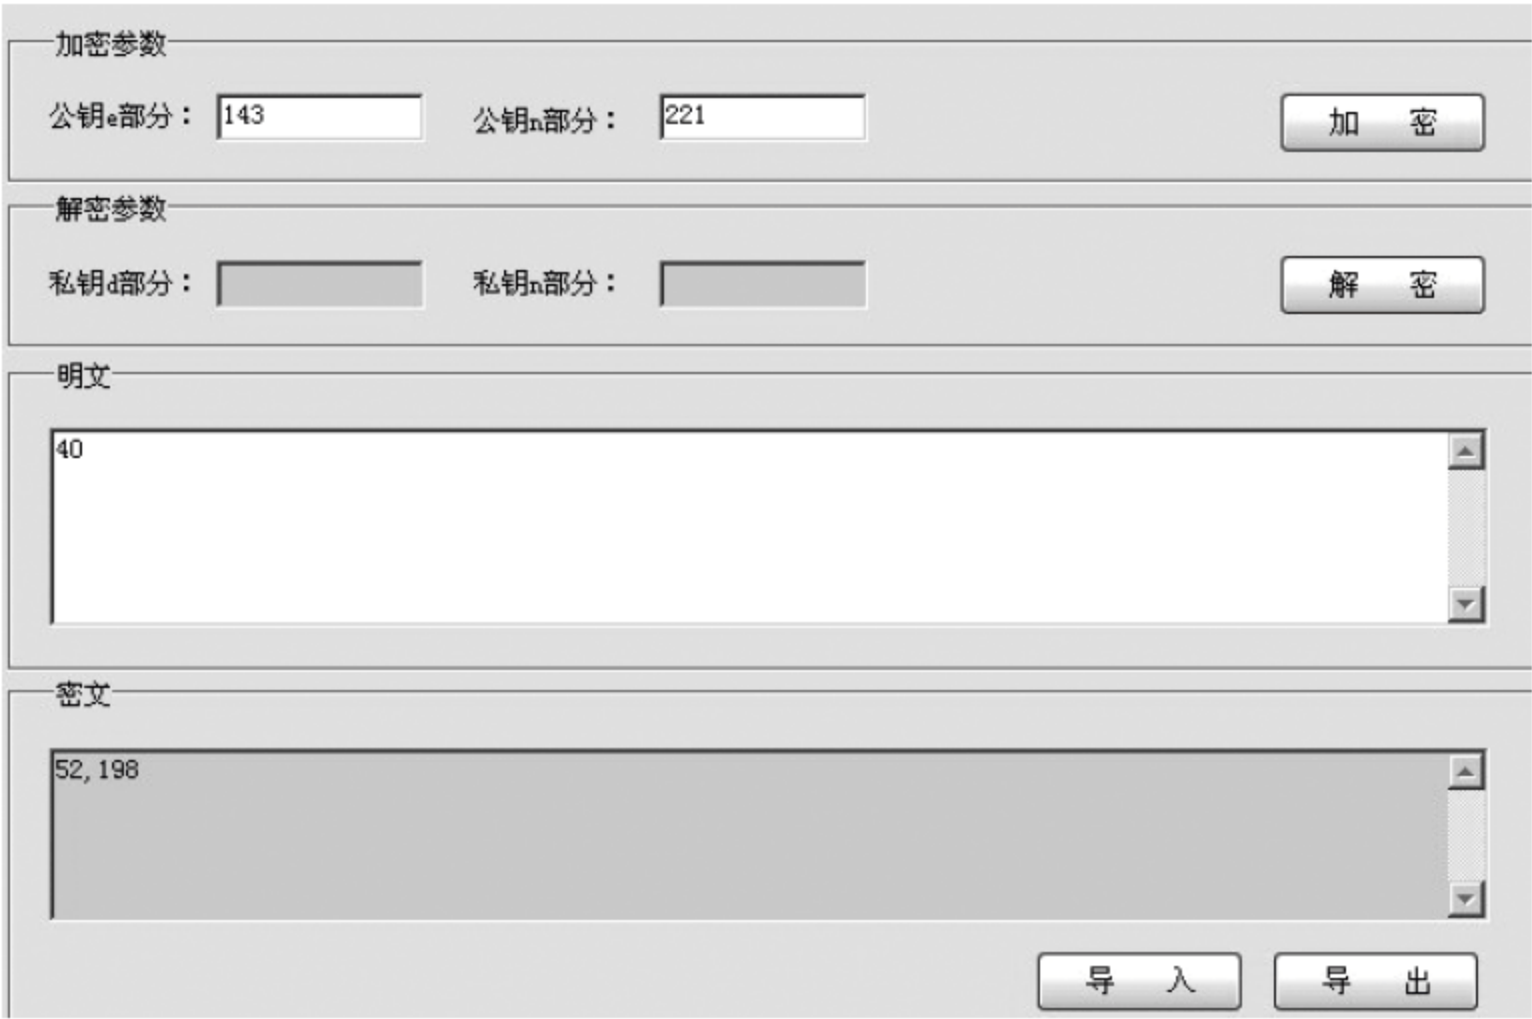 加密参数
公钥e部分： 143 公钥n部分： 221 加 密
解密参数
私钥d部分： 私钥n部分： 解 密
明文
40
密文
52,198
导 入 导 出